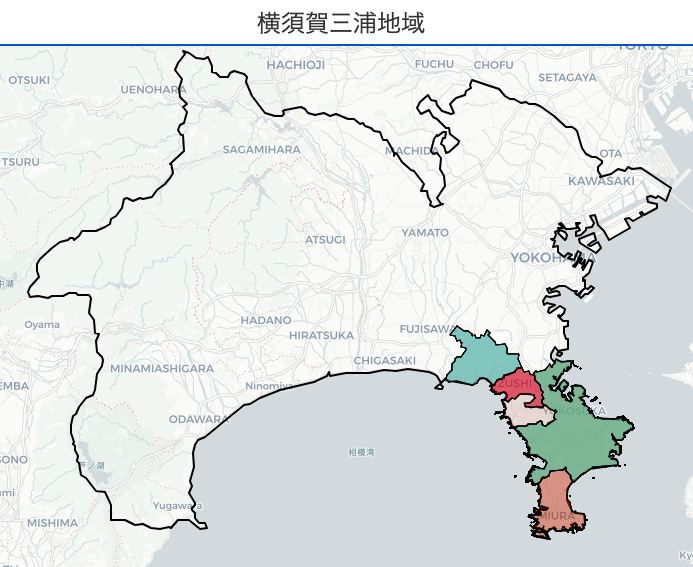 横須賀三浦地域
TOKYO
HACHIOJI
FUCHU
CHOFU
OTSUKI
SETAGAYA
UENOHARA
SAGAMIHARA
MACHIDA
OTA
TSURU
KAWASAKI
YAMATO
ATSUGI
YOKOHAMA
Oyama
HADANO
HIRATSUKA
FUJISAWA
CHIGASAKI
MINAMIASHIGARA
ZUSHI
Ninomiya
YOKOSUKA
ODAWARA
相模湾
芦ノ湖
Yugawara
MIURA
MISHIMA